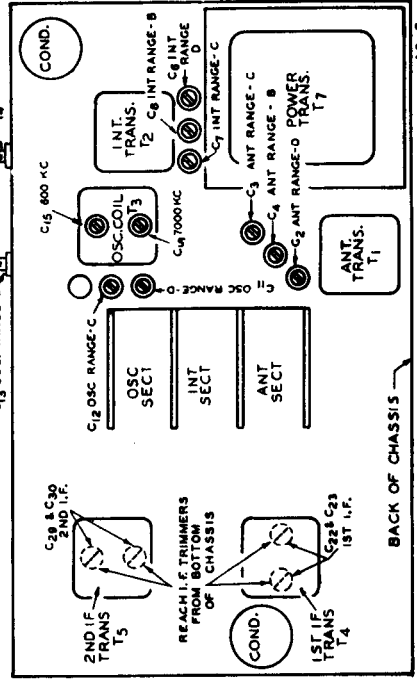 COND.
INT.
TRANS.
T2
C8 INT RANGE-B
C6 INT
RANGE
D
C7 INT RANGE-C
C15 600 KC
OSC. COIL
T3
7000 KC
C3 ANT RANGE-C
C4 ANT RANGE-B
C2 ANT RANGE-D
POWER
TRANS.
T7
ANT.
TRANS.
T1
C12 OSC RANGE-C
C11 OSC RANGE-D
OSC
SECT
INT
SECT
ANT
SECT
C29 & C30
2ND I.F.
2ND IF
TRANS
T5
REACH I.F. TRIMMERS
FROM BOTTOM
OF CHASSIS
C22 & C23
1ST I.F.
COND.
1ST IF
TRANS
T4
BACK OF CHASSIS